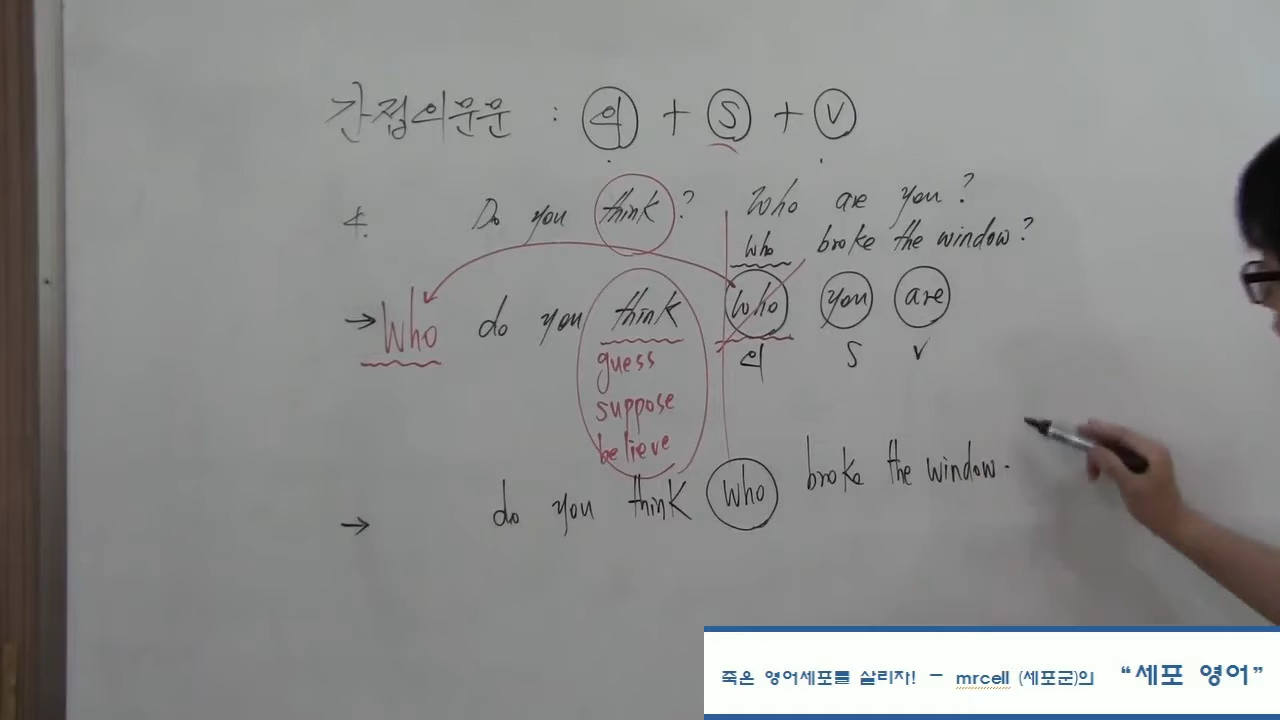 간접의문문 : 의 + S + V
4. Do you think? Who are you?
who broke the window?
→ Who do you think who you are
guess 의 S V
suppose
believe
→ do you think who broke the window.
죽은 영어세포를 살리자! - mrcell (세포군)의 "세포 영어"